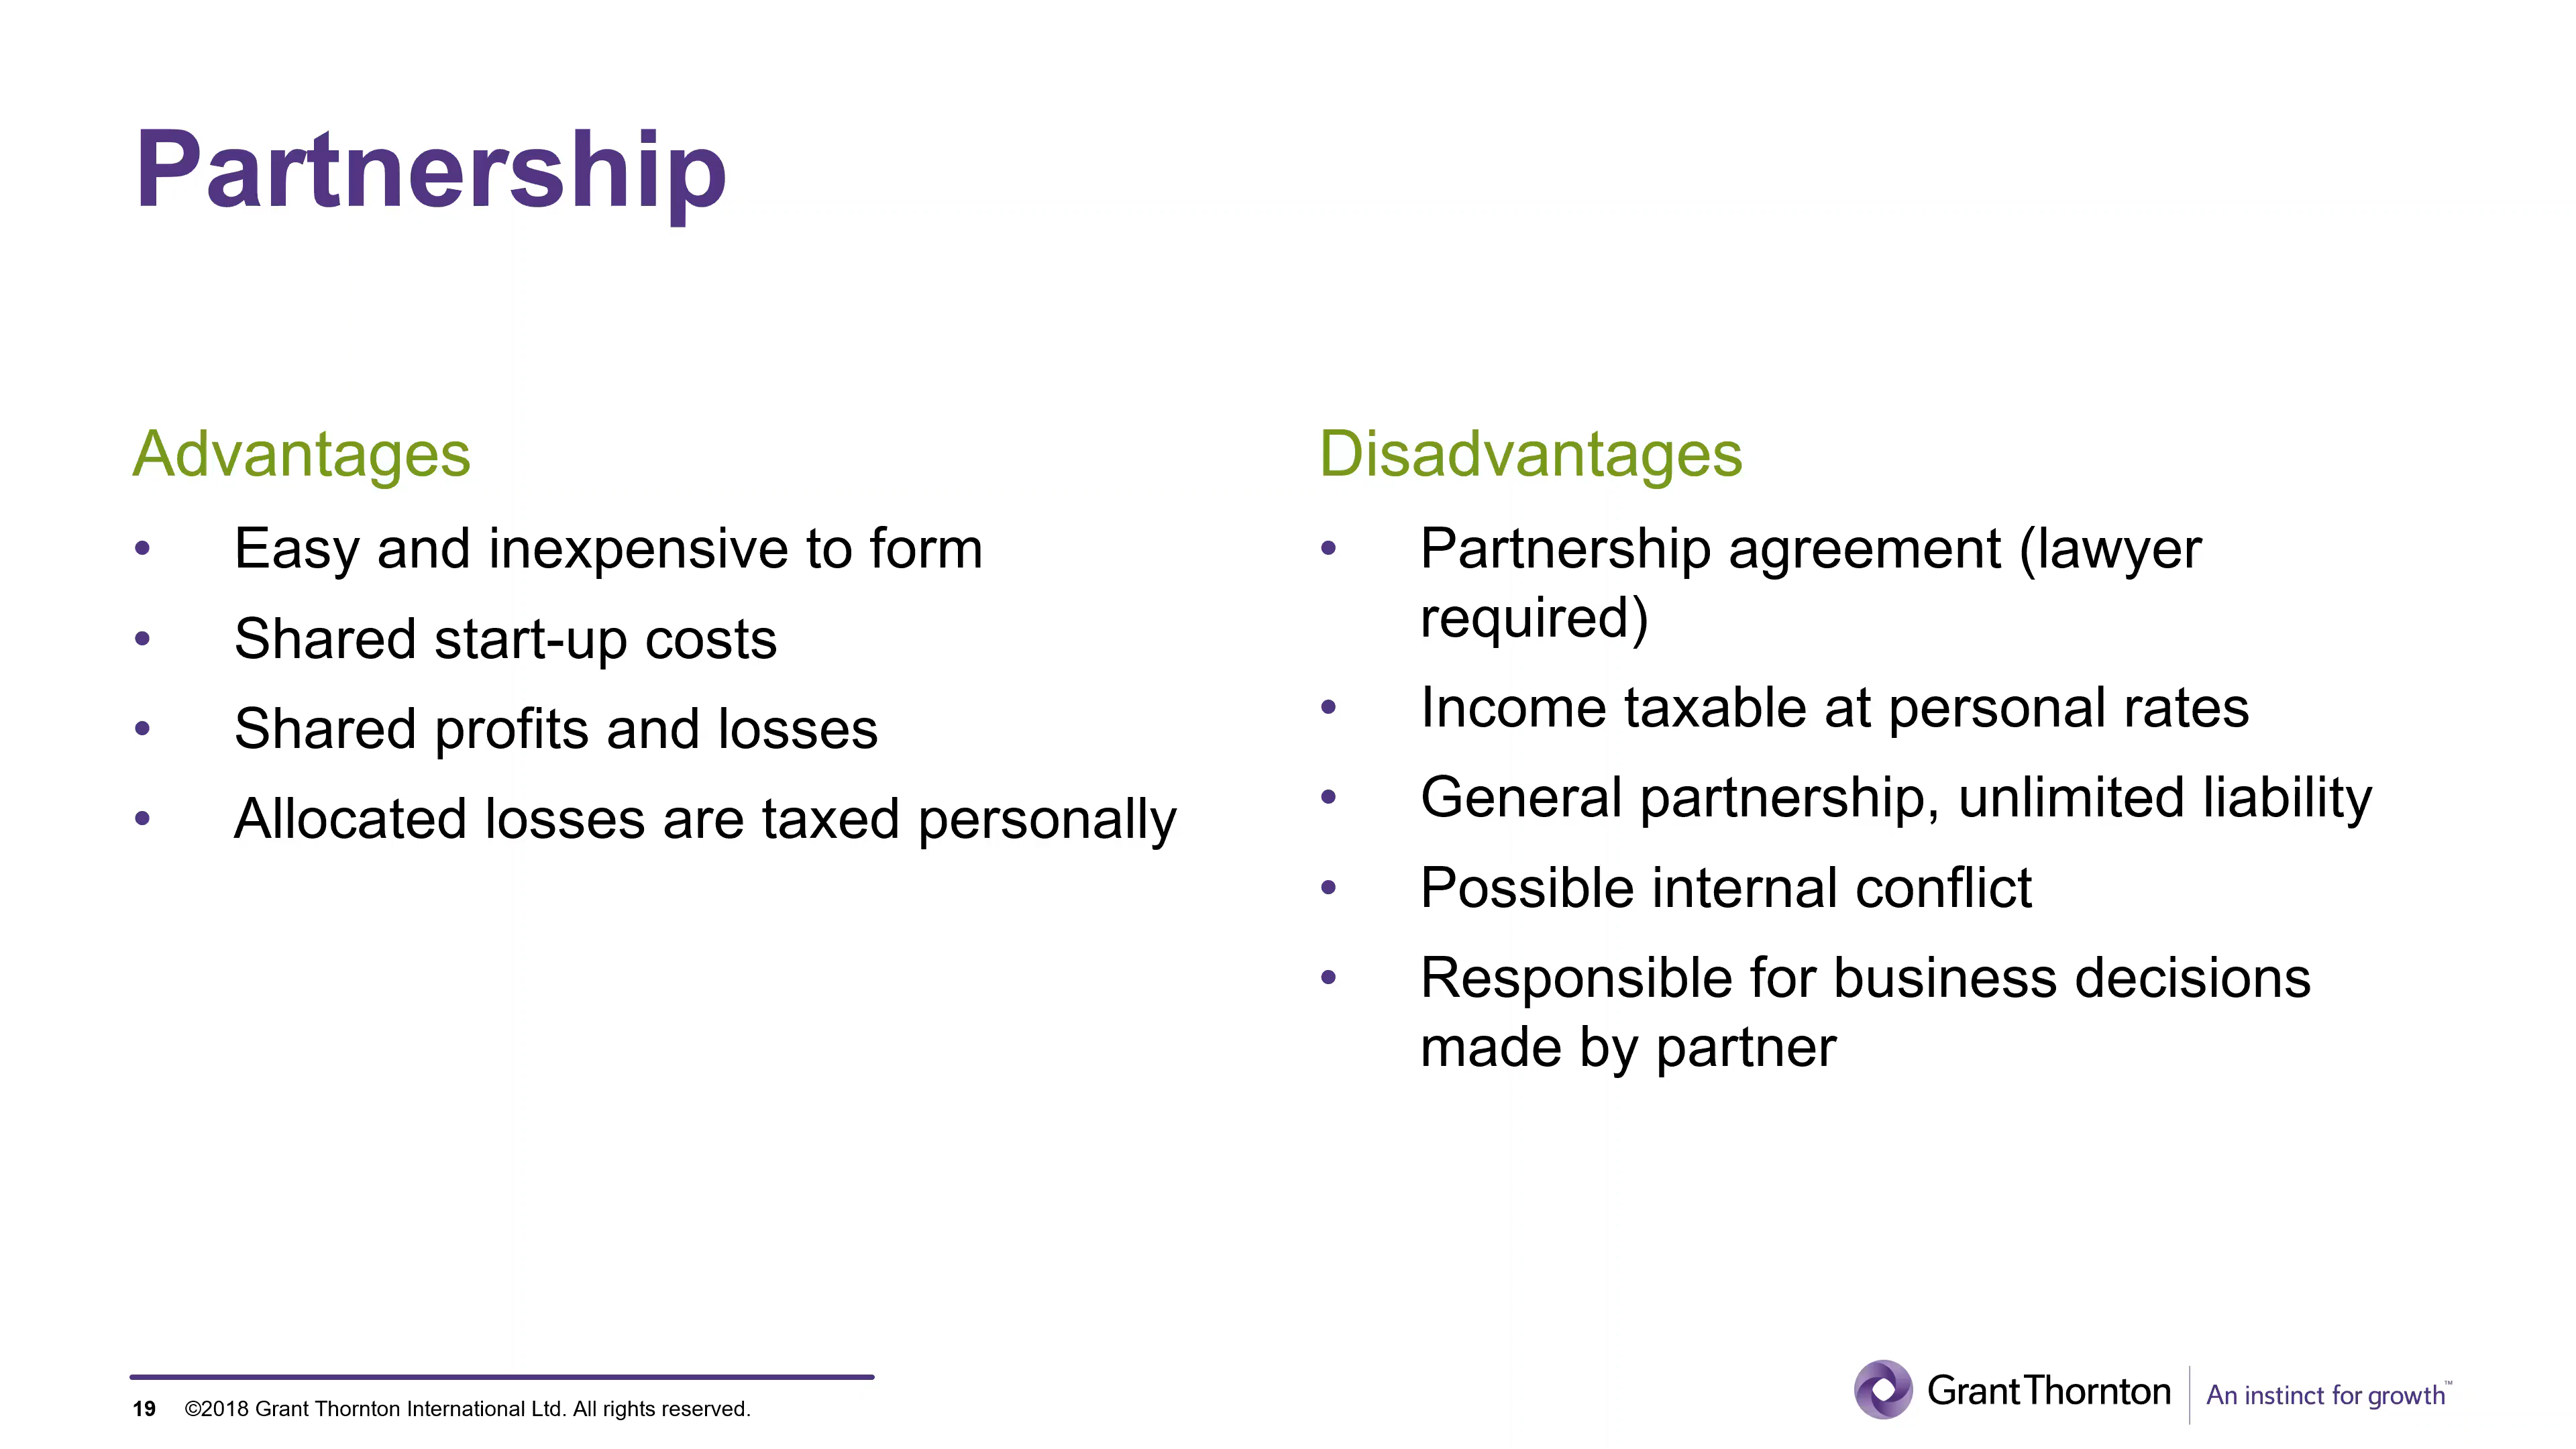 Partnership
Advantages
• Easy and inexpensive to form
• Shared start-up costs
• Shared profits and losses
• Allocated losses are taxed personally
Disadvantages
• Partnership agreement (lawyer
required)
• Income taxable at personal rates
• General partnership, unlimited liability
• Possible internal conflict
• Responsible for business decisions
made by partner
19 ©2018 Grant Thornton International Ltd. All rights reserved.
Grant Thornton An instinct for growth™